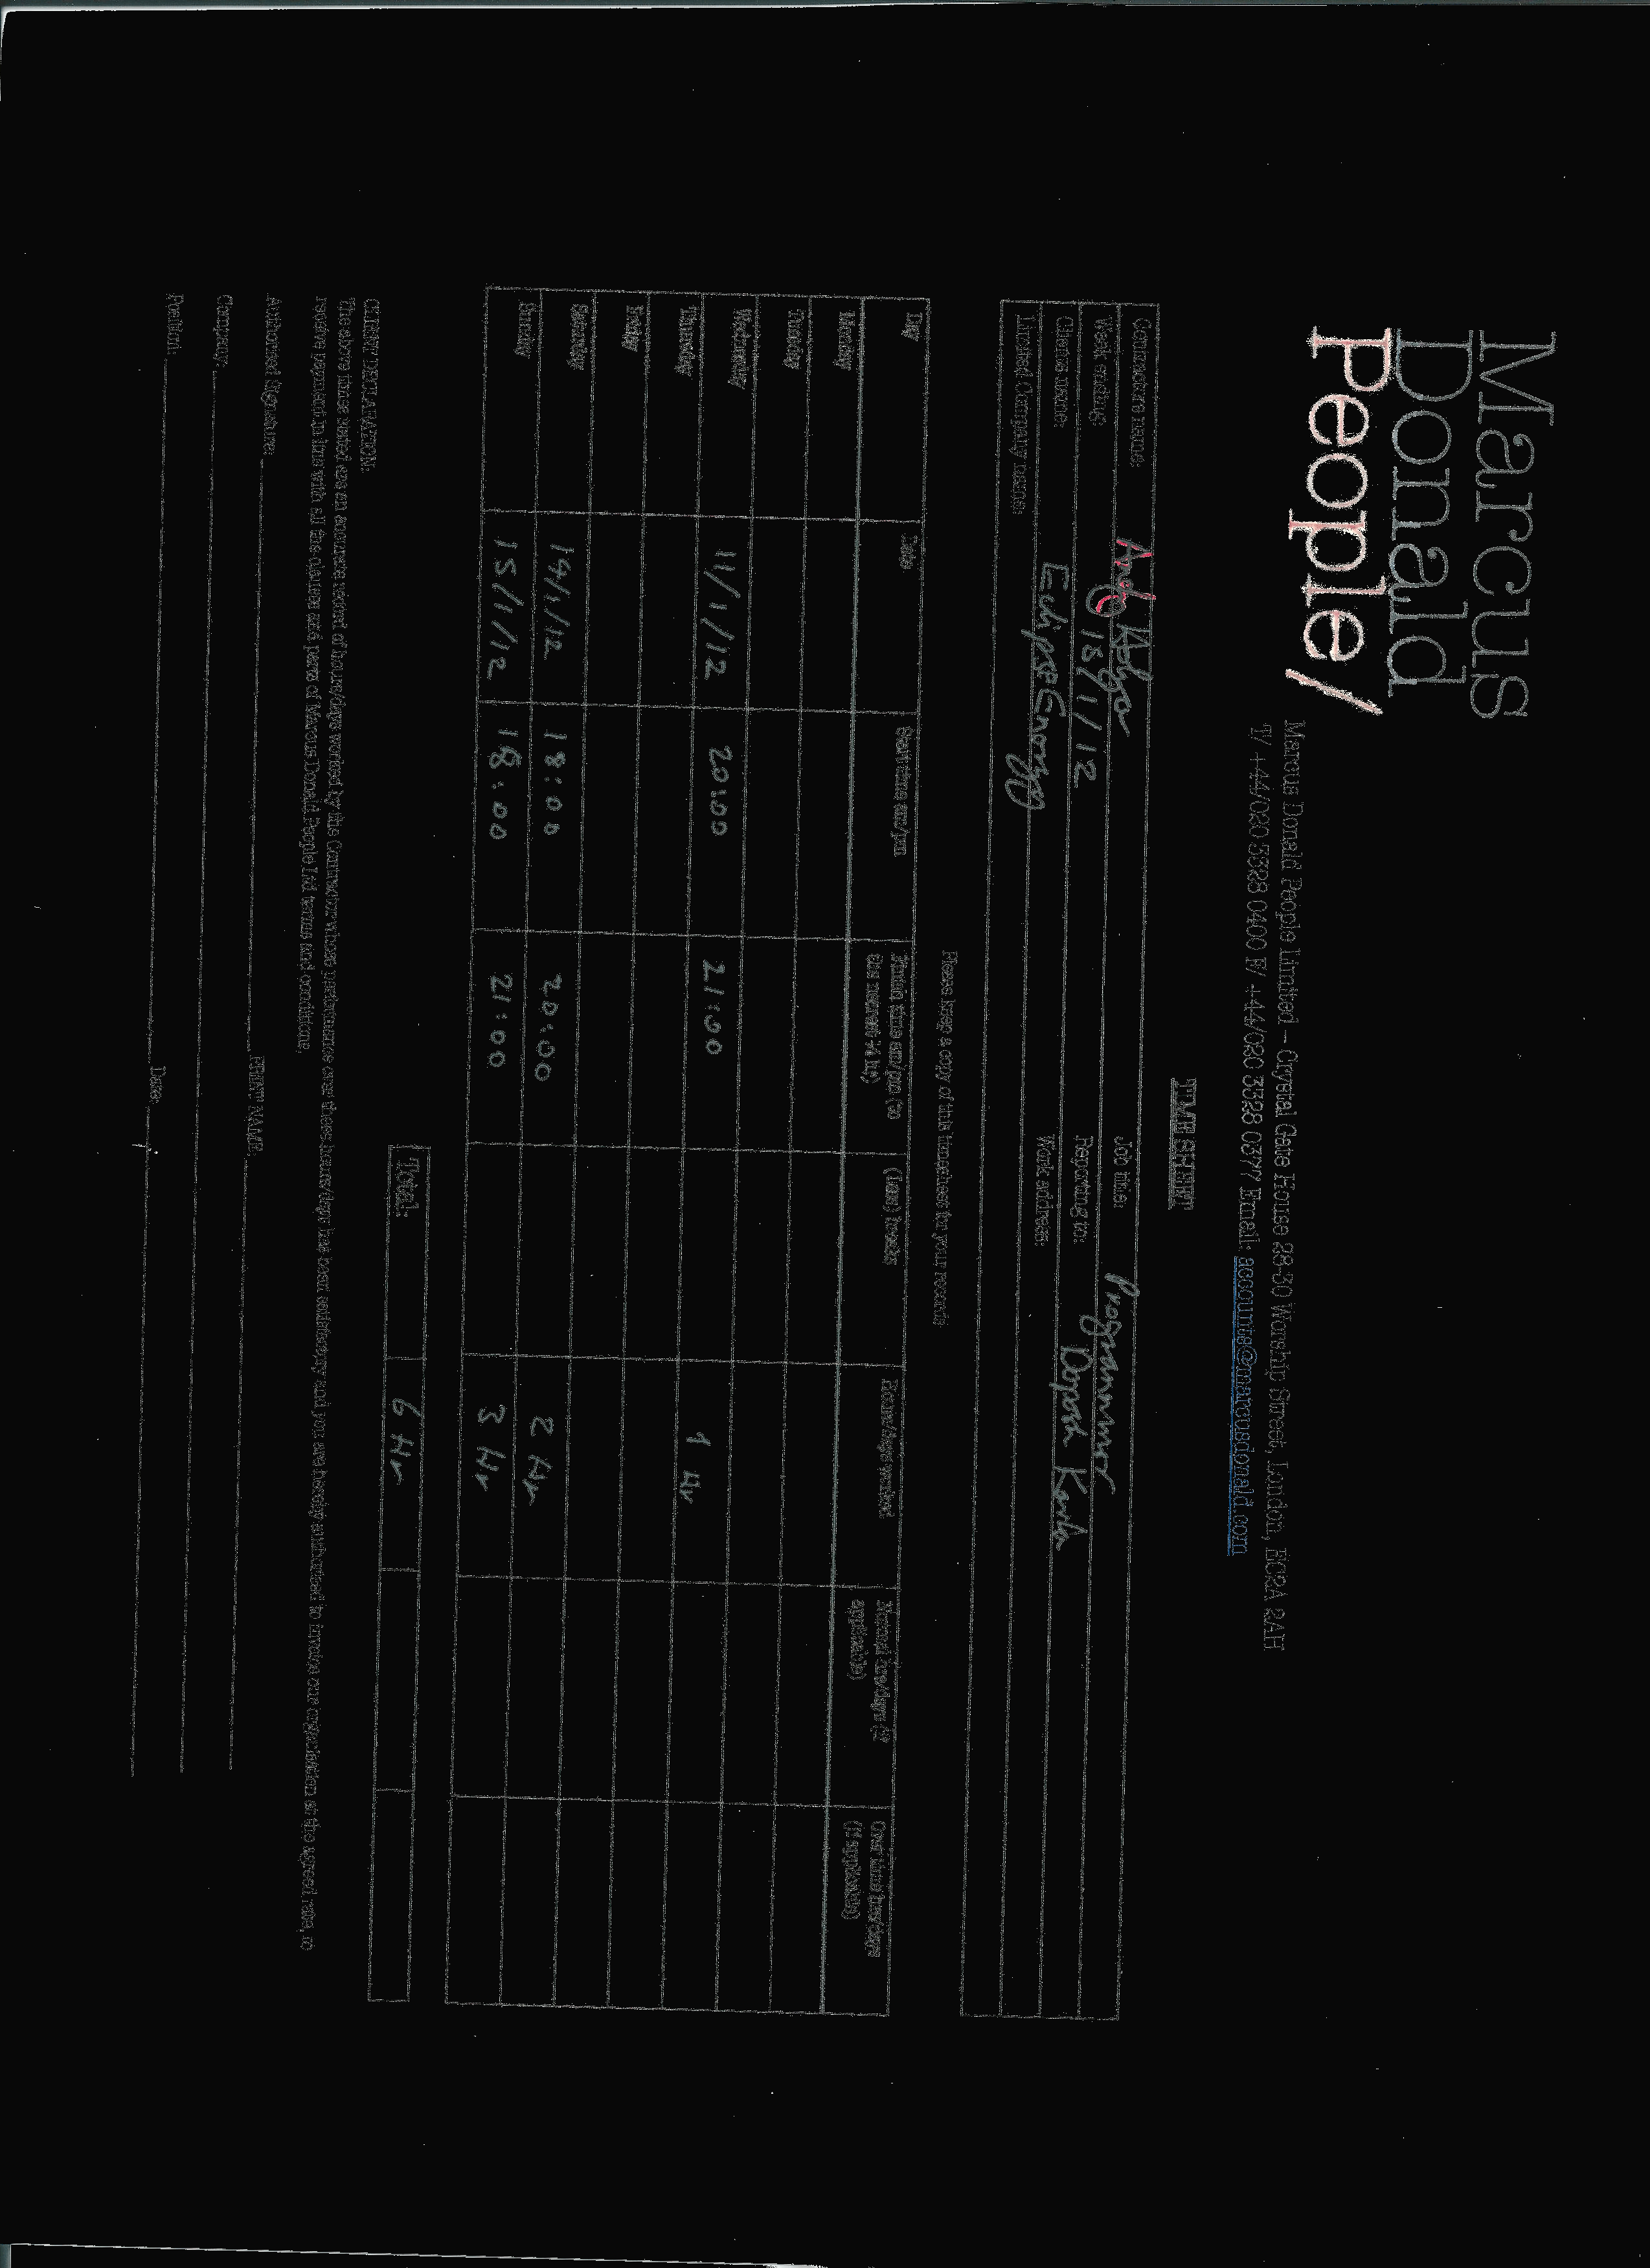 Marcus
Donald
People/
Marcus Donald People Limited – Crystal Gate House 28-30 Worship Street, London, EC2A 2AH
T/ +44/020 3328 0400 F/ +44/020 3328 0377 Email: accounts@marcusdonald.com
TIME SHEET
Contractors name: Job title: Programmer
Week ending: 15/1/12 Reporting to:
Clients name: Eclipse Energy Work address:
Limited Company name:
Please keep a copy of this timesheet for your records
Day Date Start time am/pm Finish time am/pm (to the nearest ¼ hr) (Less) breaks Hours/days worked Normal hrs/days (if applicable) Over time hrs/days (if applicable)
Monday
Tuesday
Wednesday 11/1/12 20:00 21:00 1 Hr
Thursday
Friday
Saturday 14/1/12 18:00 20:00 2 Hr
Sunday 15/1/12 18:00 21:00 3 Hr
Total: 6 Hr
CLIENT DECLARATION:
The above times stated are an accurate record of hours/days worked by the Contractor whose performance over these hours/days has been satisfactory and you are hereby authorised to invoice our organisation at the agreed rate, to
receive payment in line with all the clauses and parts of Marcus Donald People Ltd terms and conditions.
Authorised Signature: PRINT NAME:
Company:
Position: Date: